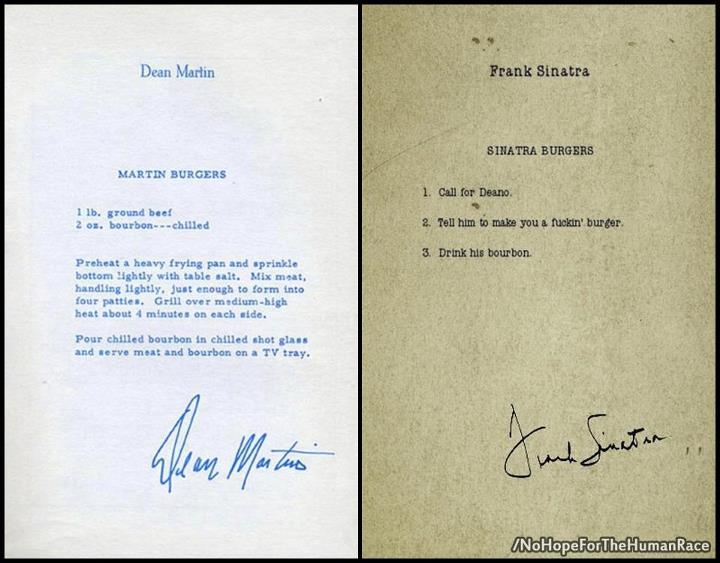 Dean Martin
MARTIN BURGERS
1 lb. ground beef
2 oz. bourbon---chilled
Preheat a heavy frying pan and sprinkle
bottom lightly with table salt. Mix meat,
handling lightly, just enough to form into
four patties. Grill over medium-high
heat about 4 minutes on each side.
Pour chilled bourbon in chilled shot glass
and serve meat and bourbon on a TV tray.
Dean Martin
Frank Sinatra
SINATRA BURGERS
1. Call for Deano.
2. Tell him to make you a fuckin' burger.
3. Drink his bourbon.
Frank Sinatra
/NoHopeForTheHumanRace